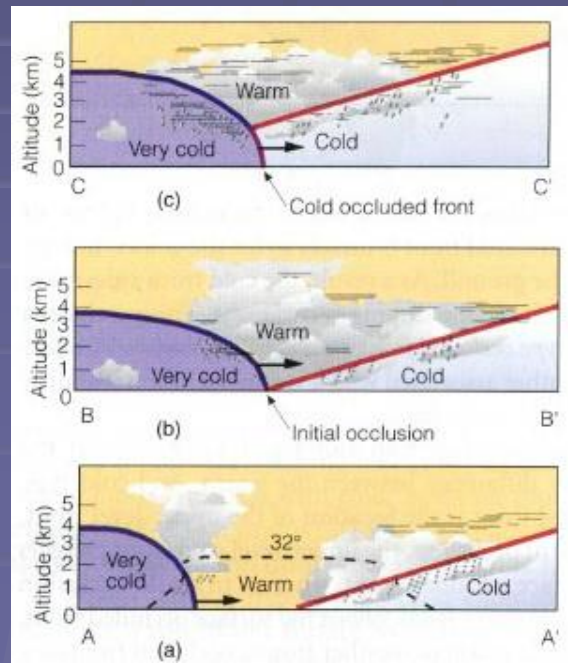 Altitude (km)
5
4
3
2
1
0
Warm
Very cold
Cold
C
(c)
C'
Cold occluded front
Altitude (km)
5
4
3
2
1
0
Warm
Very cold
Cold
B
(b)
B'
Initial occlusion
Altitude (km)
5
4
3
2
1
0
32°
Very
cold
Warm
Cold
A
(a)
A'